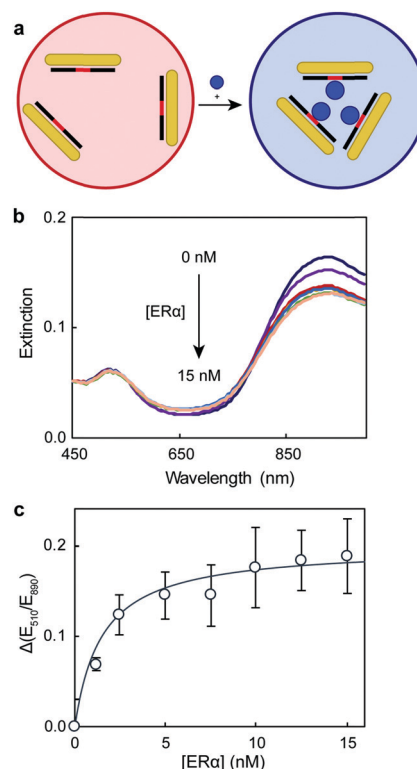 a
+
b
0 nM
[ERα]
15 nM
Extinction
0.2
0.1
0.0
450
650
850
Wavelength (nm)
c
Δ(E510/E890)
0.2
0.1
0.0
0
5
10
15
[ERα] (nM)